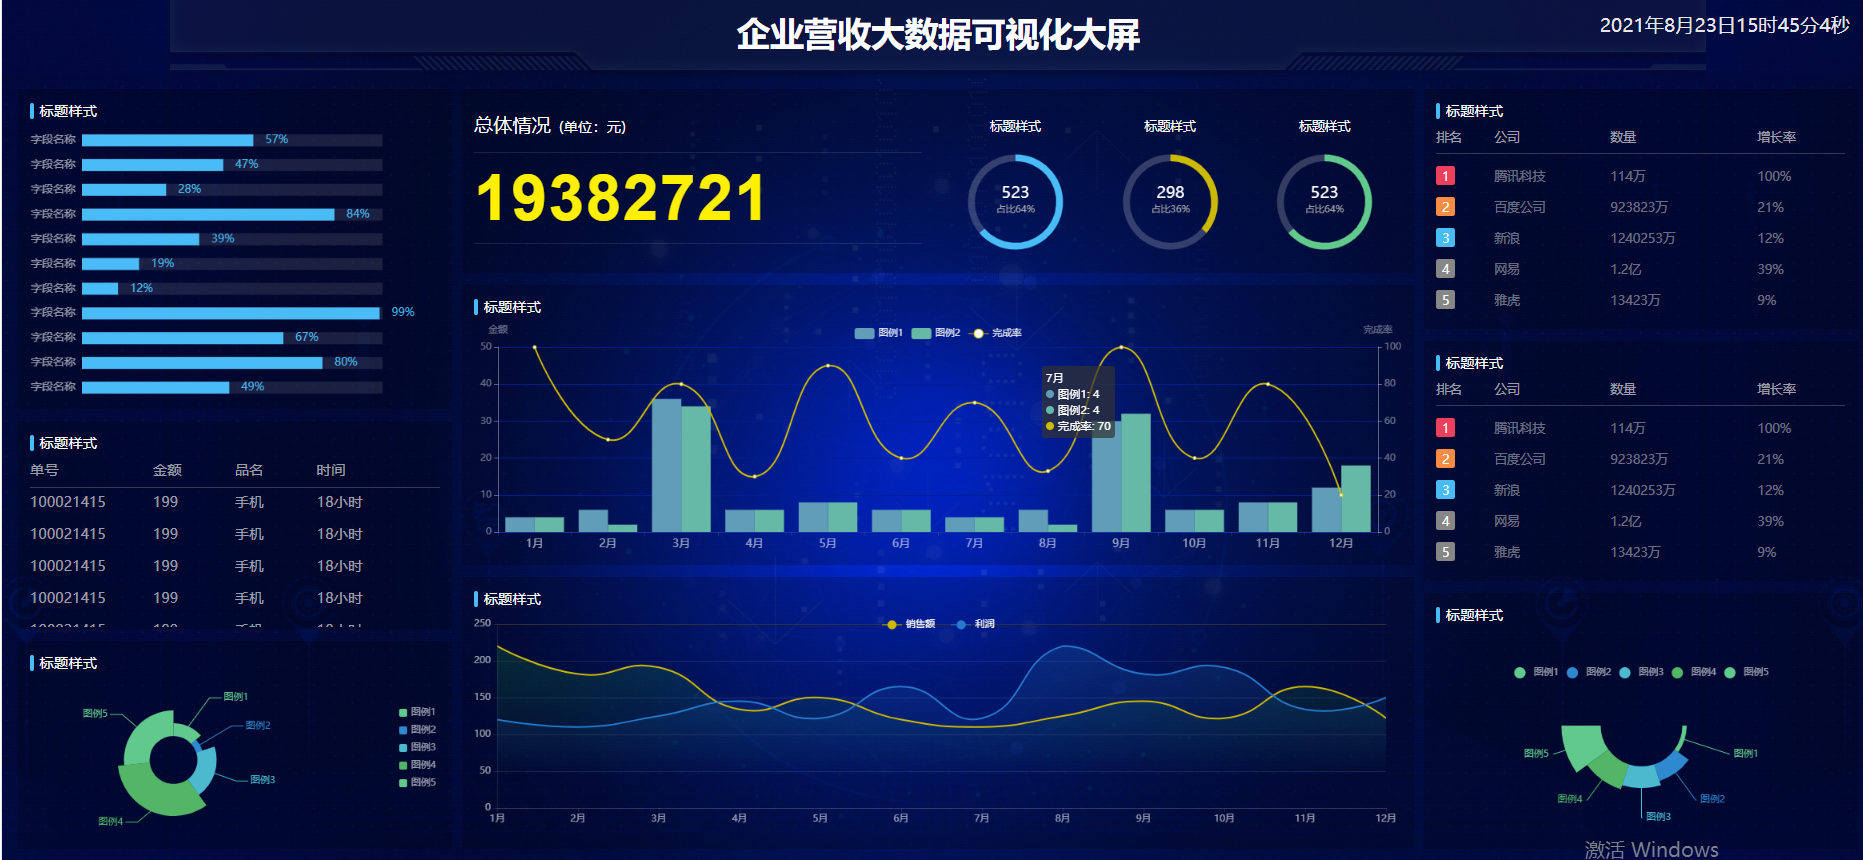 企业营收大数据可视化大屏
2021年8月23日15时45分4秒
标题样式
字段名称 57%
字段名称 47%
字段名称 28%
字段名称 84%
字段名称 39%
字段名称 19%
字段名称 12%
字段名称 99%
字段名称 67%
字段名称 80%
字段名称 49%
标题样式
单号 金额 品名 时间
100021415 199 手机 18小时
100021415 199 手机 18小时
100021415 199 手机 18小时
100021415 199 手机 18小时
标题样式
图例1
图例2
图例3
图例4
图例5
图例1
图例2
图例3
图例4
图例5
总体情况 (单位：元)
19382721
标题样式 标题样式 标题样式
523 298 523
占比64% 占比36% 占比64%
标题样式
金额 图例1 图例2 完成率 完成率
50 100
40 80
30 60
20 40
10 20
0 0
7月
图例1: 4
图例2: 4
完成率: 70
1月 2月 3月 4月 5月 6月 7月 8月 9月 10月 11月 12月
标题样式
销售额 利润
250
200
150
100
50
0
1月 2月 3月 4月 5月 6月 7月 8月 9月 10月 11月 12月
标题样式
排名 公司 数量 增长率
1 腾讯科技 114万 100%
2 百度公司 923823万 21%
3 新浪 1240253万 12%
4 网易 1.2亿 39%
5 雅虎 13423万 9%
标题样式
排名 公司 数量 增长率
1 腾讯科技 114万 100%
2 百度公司 923823万 21%
3 新浪 1240253万 12%
4 网易 1.2亿 39%
5 雅虎 13423万 9%
标题样式
图例1 图例2 图例3 图例4 图例5
图例5 图例1
图例4 图例2
图例3
激活 Windows